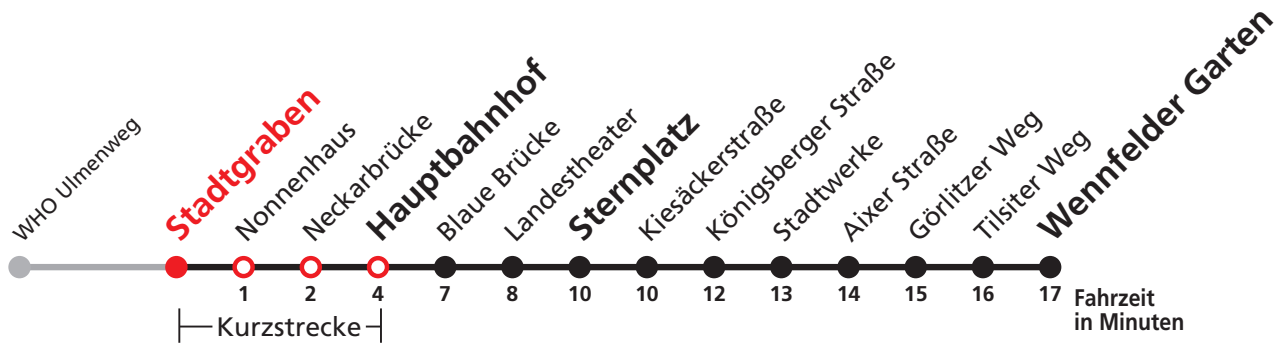 WHO Ulmenweg
Stadtgraben
Nonnenhaus
Neckarbrücke
Hauptbahnhof
Blaue Brücke
Landestheater
Sternplatz
Kiesäckerstraße
Königsberger Straße
Stadtwerke
Aixer Straße
Görlitzer Weg
Tilsiter Weg
Wennfelder Garten
1 2 4 7 8 10 10 12 13 14 15 16 17
Fahrzeit
in Minuten
Kurzstrecke